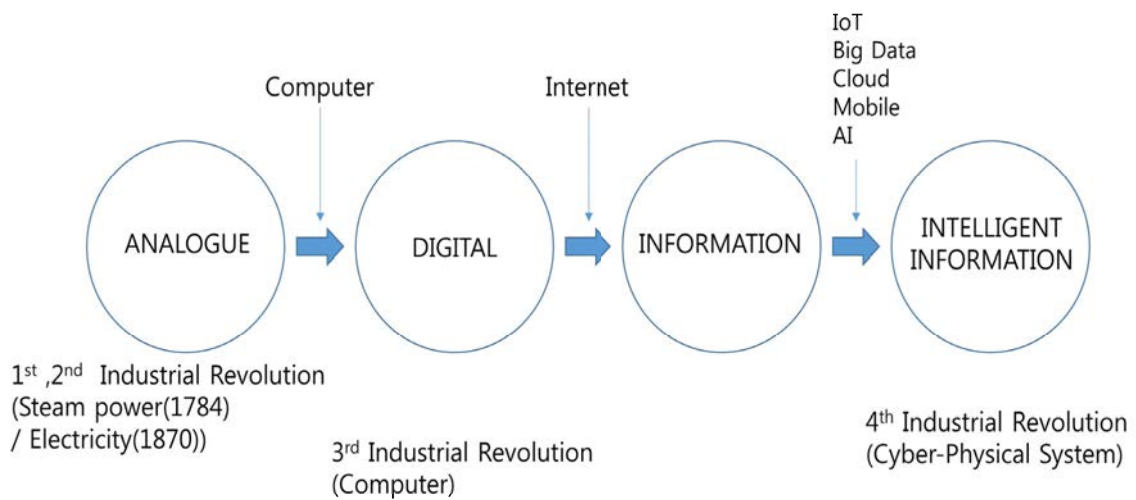 Computer
Internet
IoT
Big Data
Cloud
Mobile
AI
ANALOGUE
DIGITAL
INFORMATION
INTELLIGENT
INFORMATION
1st ,2nd Industrial Revolution
(Steam power(1784)
/ Electricity(1870))
3rd Industrial Revolution
(Computer)
4th Industrial Revolution
(Cyber-Physical System)